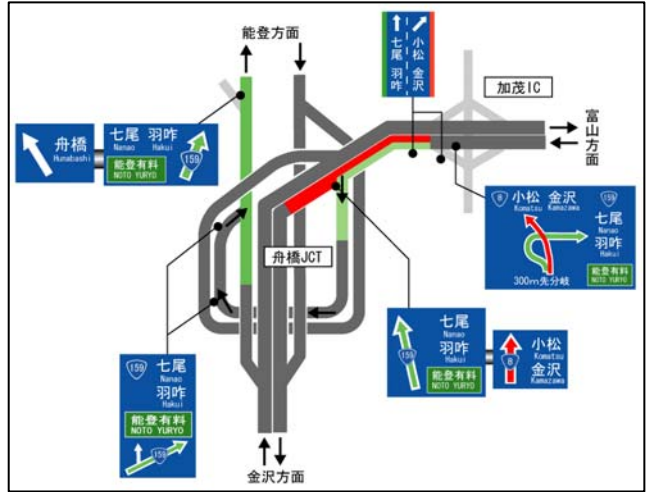 能登方面
七尾 羽咋
小松 金沢
加茂IC
富山方面
舟橋
Hunabashi
七尾 羽咋
Nanao Hakui
能登有料
NOTO YURYO
159
8
小松 金沢
Komatsu Kamazawa
159
七尾
Nanao
羽咋
Hakui
能登有料
NOTO YURYO
300m先分岐
舟橋JCT
159
七尾
Nanao
羽咋
Hakui
能登有料
NOTO YURYO
159
七尾
Nanao
羽咋
Hakui
能登有料
NOTO YURYO
159
小松
Komatsu
金沢
Kamazawa
8
金沢方面